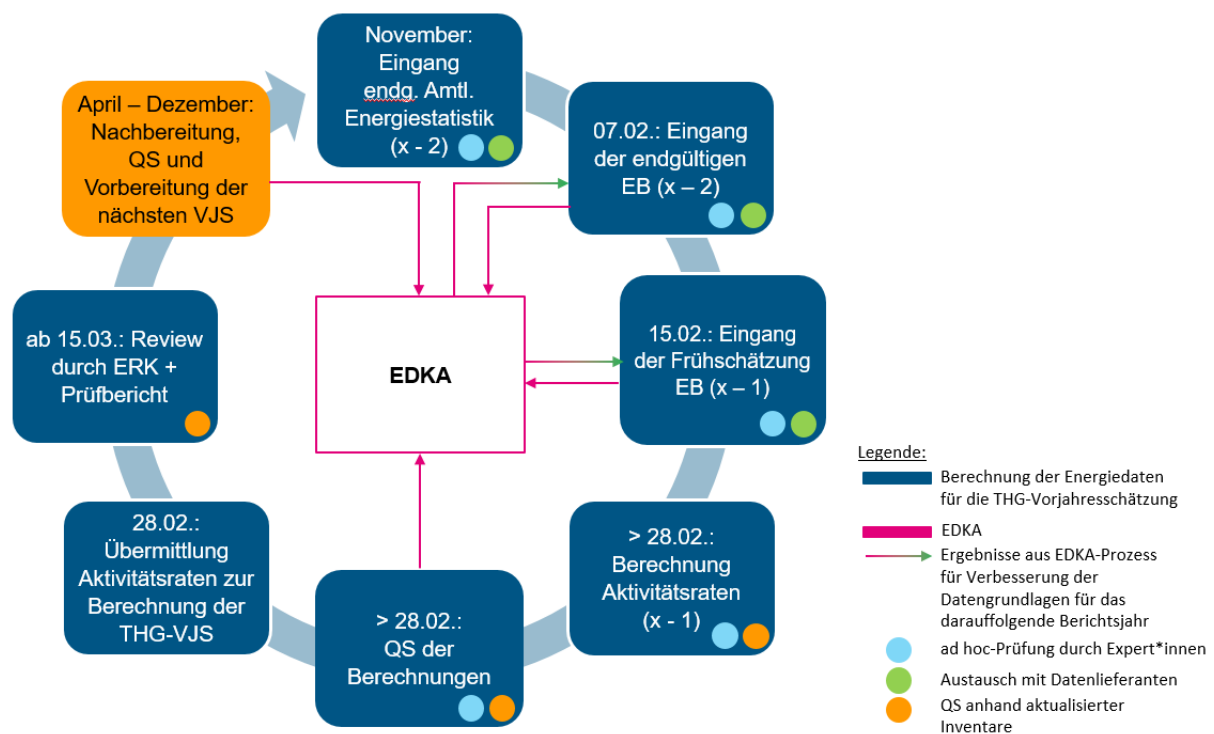 November:
Eingang
endg. Amtl.
Energiestatistik
(x - 2)
07.02.: Eingang
der endgültigen
EB (x – 2)
15.02.: Eingang
der Frühschätzung
EB (x – 1)
> 28.02.:
Berechnung
Aktivitätsraten
(x - 1)
> 28.02.:
QS der
Berechnungen
28.02.:
Übermittlung
Aktivitätsraten zur
Berechnung der
THG-VJS
ab 15.03.: Review
durch ERK +
Prüfbericht
April – Dezember:
Nachbereitung,
QS und
Vorbereitung der
nächsten VJS
EDKA
Legende:
Berechnung der Energiedaten
für die THG-Vorjahresschätzung
EDKA
Ergebnisse aus EDKA-Prozess
für Verbesserung der
Datengrundlagen für das
darauffolgende Berichtsjahr
ad hoc-Prüfung durch Expert*innen
Austausch mit Datenlieferanten
QS anhand aktualisierter
Inventare